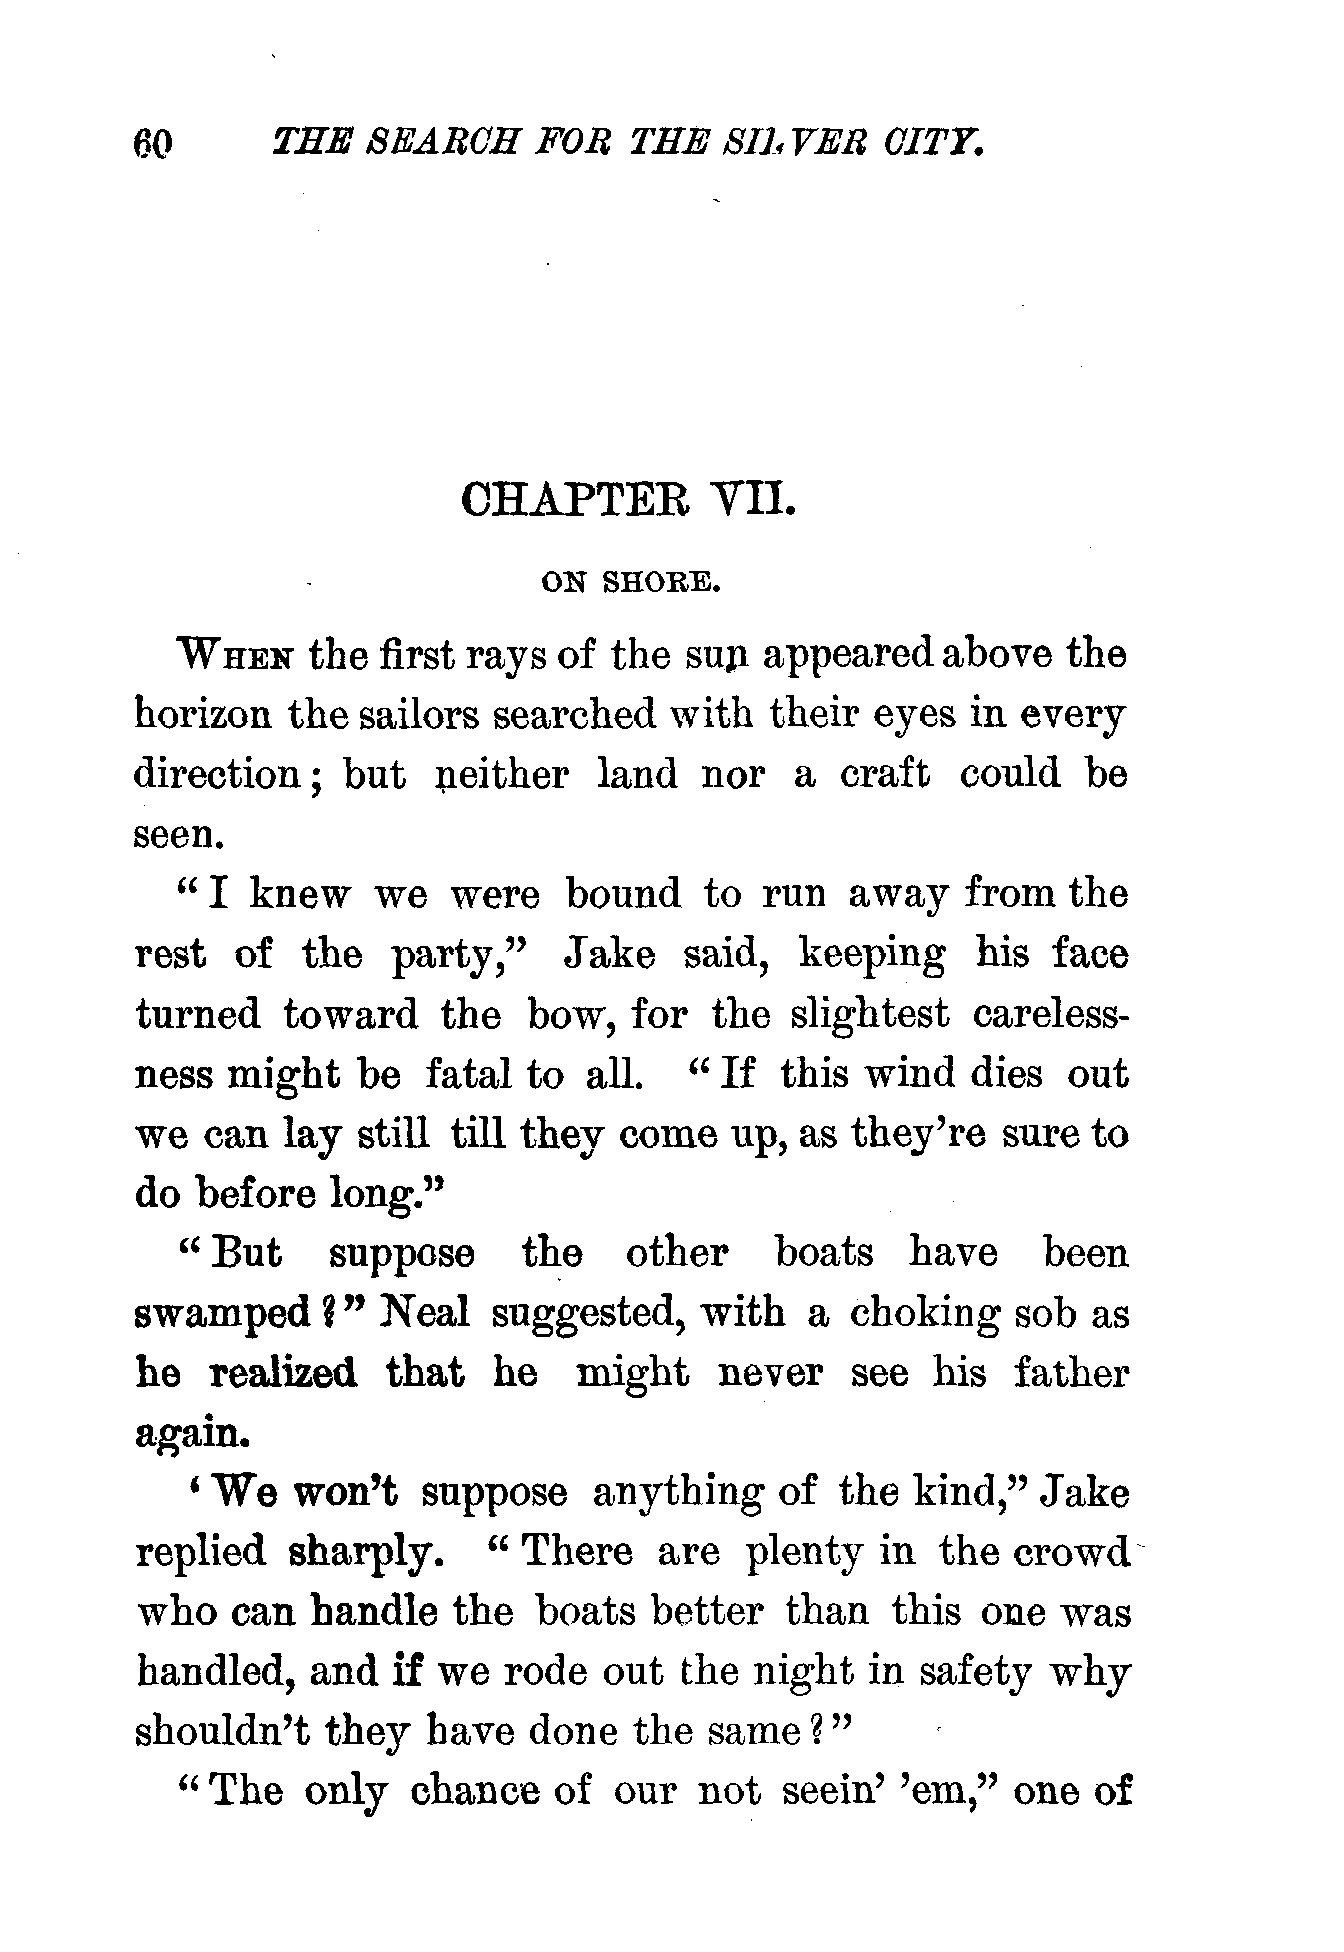 60 THE SEARCH FOR THE SILVER CITY.
CHAPTER VII.
ON SHORE.
WHEN the first rays of the sun appeared above the
horizon the sailors searched with their eyes in every
direction; but neither land nor a craft could be
seen.
“I knew we were bound to run away from the
rest of the party,” Jake said, keeping his face
turned toward the bow, for the slightest careless-
ness might be fatal to all. “If this wind dies out
we can lay still till they come up, as they’re sure to
do before long.”
“But suppose the other boats have been
swamped?” Neal suggested, with a choking sob as
he realized that he might never see his father
again.
‘We won’t suppose anything of the kind,” Jake
replied sharply. “There are plenty in the crowd
who can handle the boats better than this one was
handled, and if we rode out the night in safety why
shouldn’t they have done the same?”
“The only chance of our not seein’ ’em,” one of